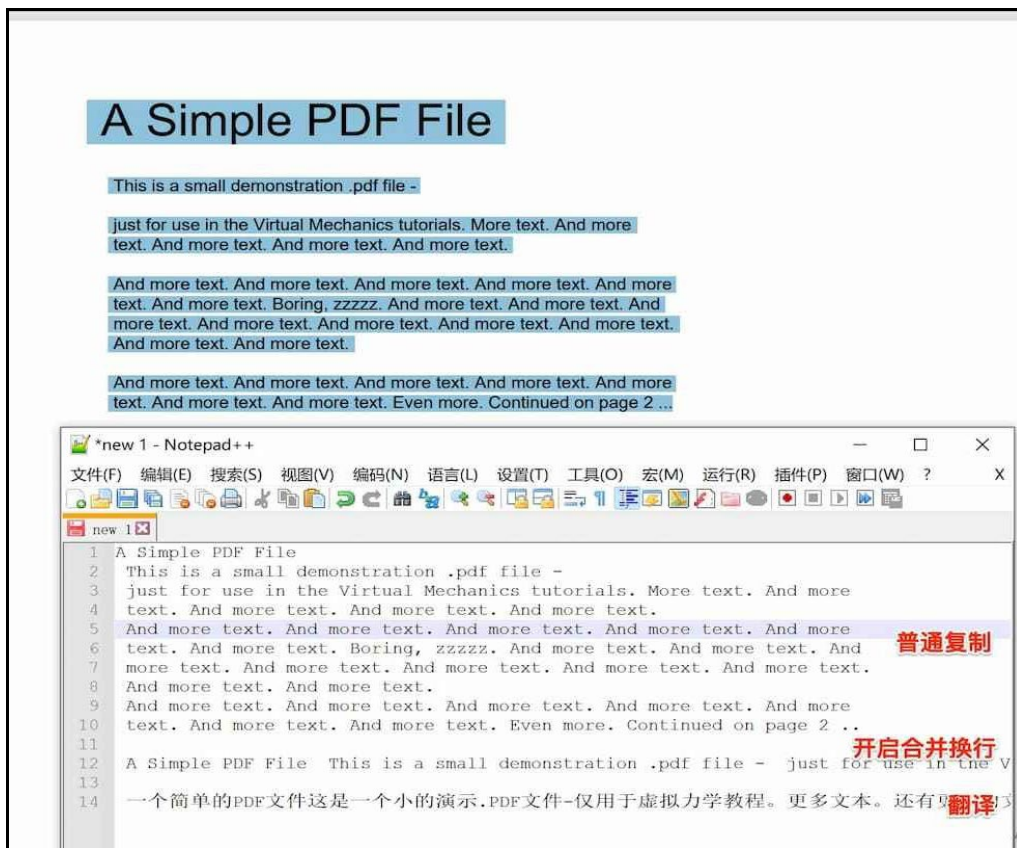 A Simple PDF File
This is a small demonstration .pdf file -
just for use in the Virtual Mechanics tutorials. More text. And more
text. And more text. And more text. And more text.
And more text. And more text. And more text. And more text. And more
text. And more text. Boring, zzzzz. And more text. And more text. And
more text. And more text. And more text. And more text. And more text.
And more text. And more text.
And more text. And more text. And more text. And more text. And more
text. And more text. And more text. Even more. Continued on page 2 ...
*new 1 - Notepad++
文件(F) 编辑(E) 搜索(S) 视图(V) 编码(N) 语言(L) 设置(T) 工具(O) 宏(M) 运行(R) 插件(P) 窗口(W) ? X
new 1
1 A Simple PDF File
2 This is a small demonstration .pdf file -
3 just for use in the Virtual Mechanics tutorials. More text. And more
4 text. And more text. And more text. And more text.
5 And more text. And more text. And more text. And more text. And more
6 text. And more text. Boring, zzzzz. And more text. And more text. And
普通复制
7 more text. And more text. And more text. And more text. And more text.
8 And more text. And more text.
9 And more text. And more text. And more text. And more text. And more
10 text. And more text. And more text. Even more. Continued on page 2 ..
11
开启合并换行
12 A Simple PDF File This is a small demonstration .pdf file - just for use in the V
13
14 一个简单的PDF文件这是一个小的演示.PDF文件-仅用于虚拟力学教程。更多文本。还有
翻译